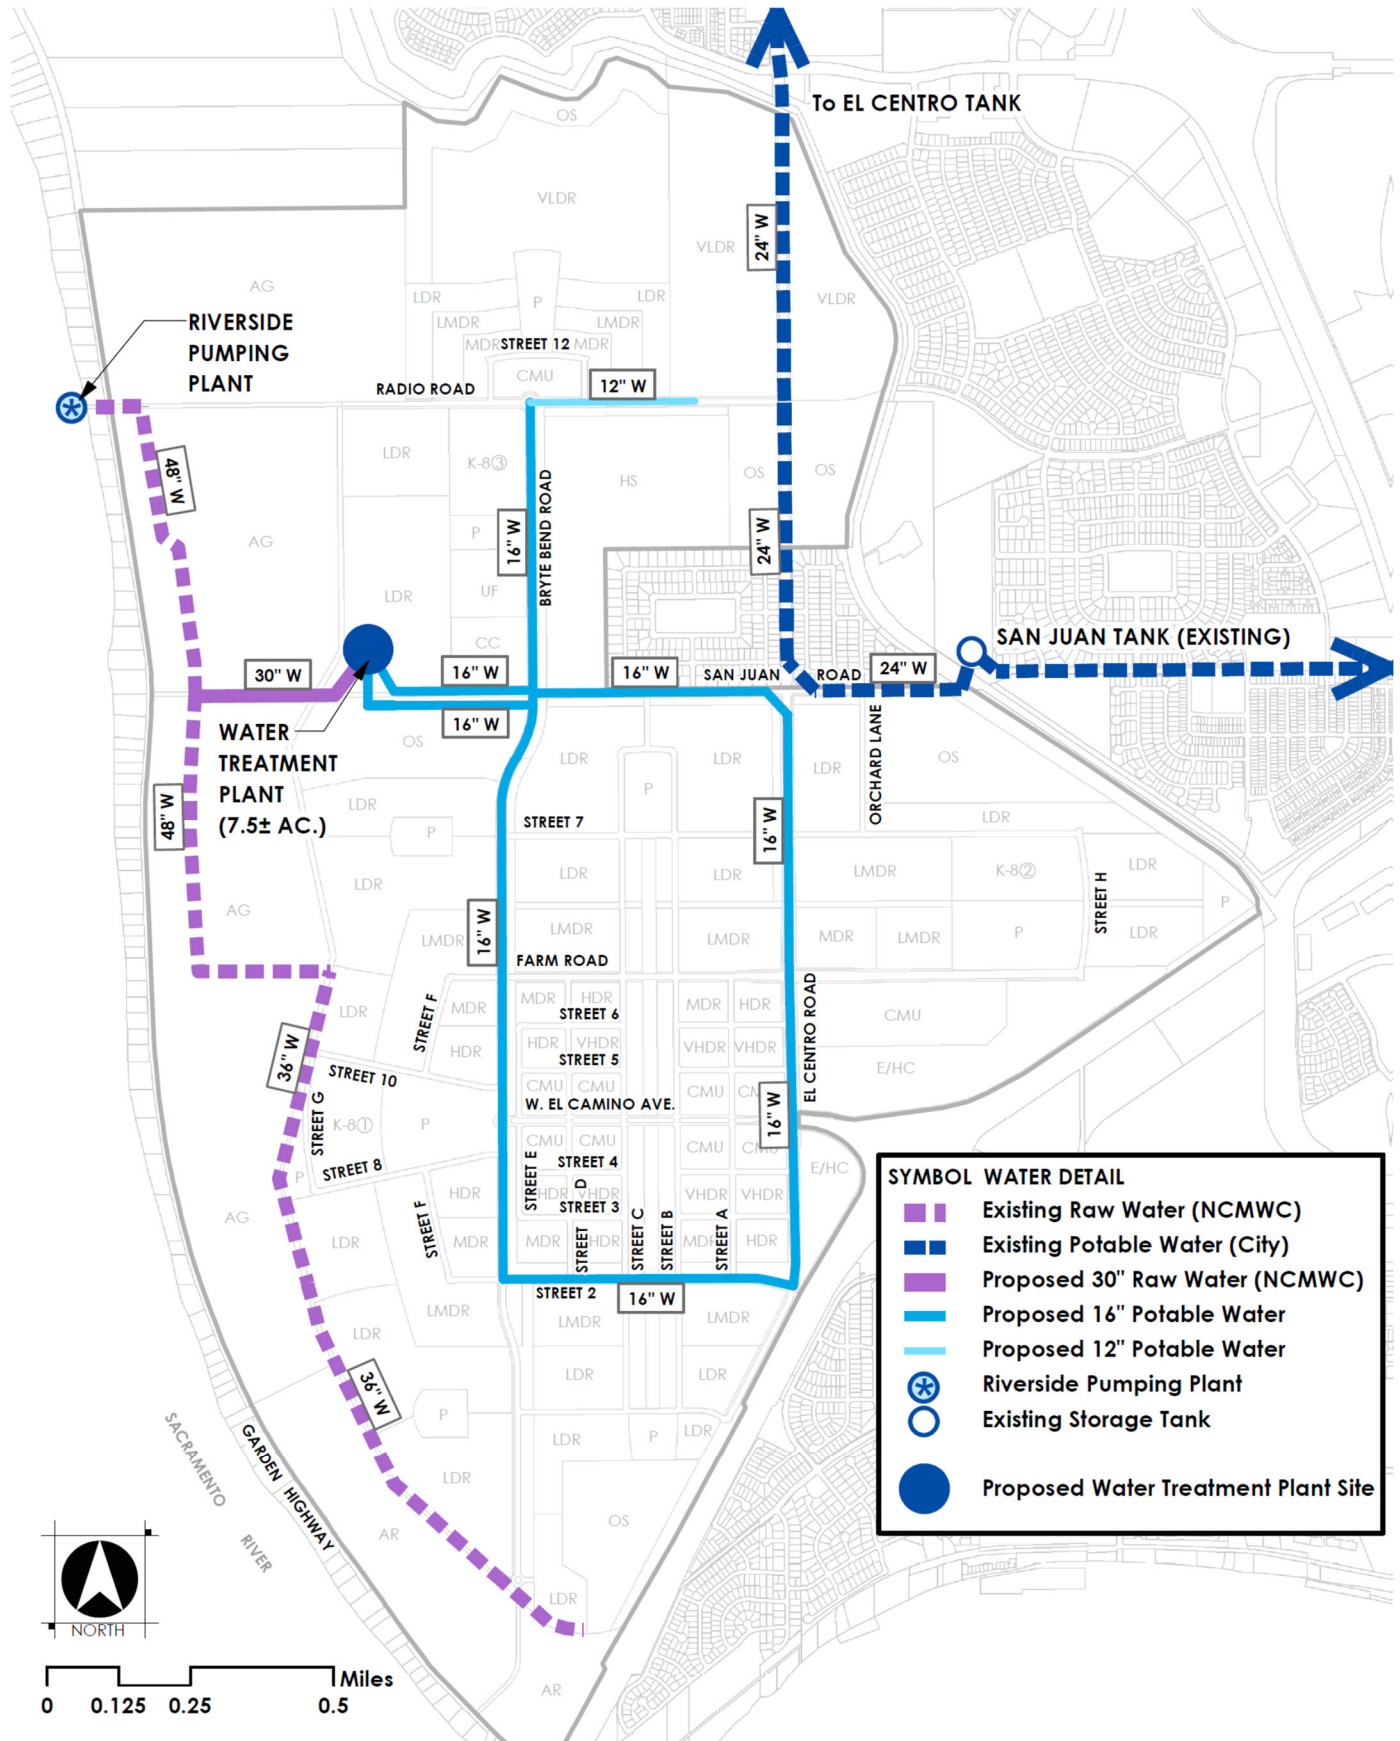 OS
To EL CENTRO TANK
VLDR
24" W
VLDR
AG
LDR
P
LDR
VLDR
RIVERSIDE
PUMPING
PLANT
LMDR
LMDR
MDR
STREET 12
MDR
CMU
RADIO ROAD
12" W
48" W
LDR
K-8③
HS
OS
OS
BRYTE BEND ROAD
16" W
24" W
P
AG
LDR
UF
CC
SAN JUAN TANK (EXISTING)
30" W
16" W
16" W
SAN JUAN
ROAD
24" W
16" W
WATER
TREATMENT
PLANT
(7.5± AC.)
OS
LDR
P
LDR
LDR
ORCHARD LANE
OS
48" W
LDR
P
STREET 7
16" W
LDR
LDR
LDR
LDR
LMDR
K-8②
STREET H
LDR
AG
LMDR
16" W
LMDR
LMDR
MDR
LMDR
P
LDR
P
FARM ROAD
LDR
STREET F
MDR
MDR
HDR
STREET 6
MDR
HDR
EL CENTRO ROAD
CMU
36" W
HDR
HDR
VHDR
STREET 5
VHDR
VHDR
E/HC
STREET 10
CMU
CMU
CMU
16" W
STREET G
K-8①
P
W. EL CAMINO AVE.
CMU
CMU
CMU
CMU
E/HC
STREET E
STREET 4
STREET 8
P
HDR
HDR
VHDR
STREET 3
VHDR
VHDR
AG
LDR
STREET F
MDR
MDR
STREET D
HDR
STREET C
STREET B
STREET A
HDR
STREET 2
16" W
LMDR
LMDR
LMDR
LDR
LDR
LDR
36" W
P
LDR
P
LDR
LDR
OS
AR
LDR
AR
SACRAMENTO
RIVER
GARDEN HIGHWAY
SYMBOL WATER DETAIL
Existing Raw Water (NCMWC)
Existing Potable Water (City)
Proposed 30" Raw Water (NCMWC)
Proposed 16" Potable Water
Proposed 12" Potable Water
Riverside Pumping Plant
Existing Storage Tank
Proposed Water Treatment Plant Site
NORTH
Miles
0 0.125 0.25 0.5